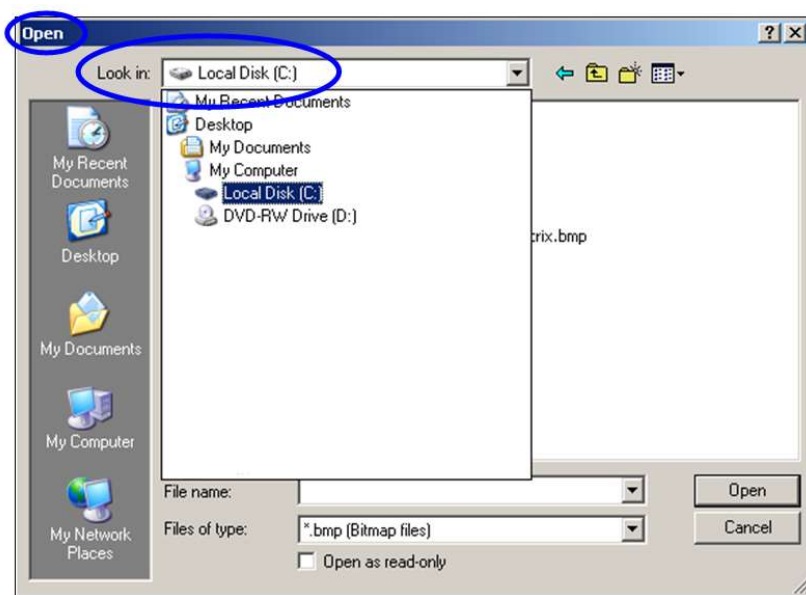 Open
Look in: Local Disk (C:)
My Recent Documents
Desktop
My Documents
My Computer
Local Disk (C:)
DVD-RW Drive (D:)
trix.bmp
My Recent
Documents
Desktop
My Documents
My Computer
My Network
Places
File name:
Open
Files of type: *.bmp (Bitmap files)
Cancel
Open as read-only